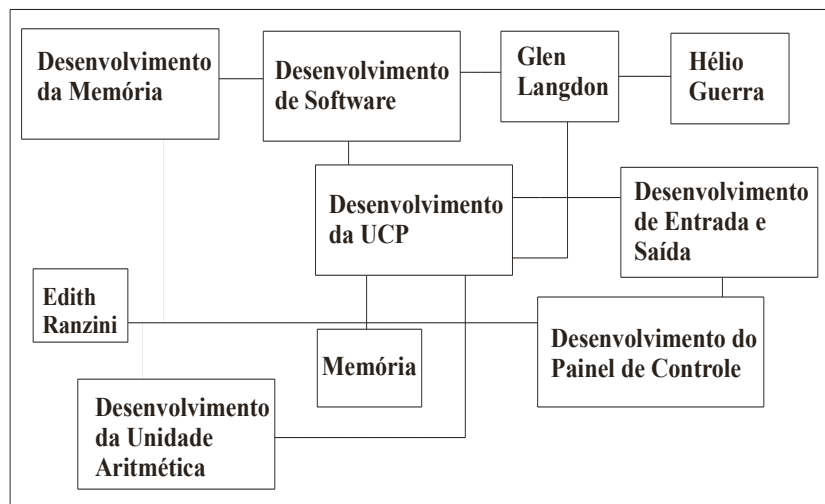 Desenvolvimento
da Memória
Desenvolvimento
de Software
Glen
Langdon
Hélio
Guerra
Desenvolvimento
da UCP
Desenvolvimento
de Entrada e
Saída
Edith
Ranzini
Memória
Desenvolvimento do
Painel de Controle
Desenvolvimento
da Unidade
Aritmética